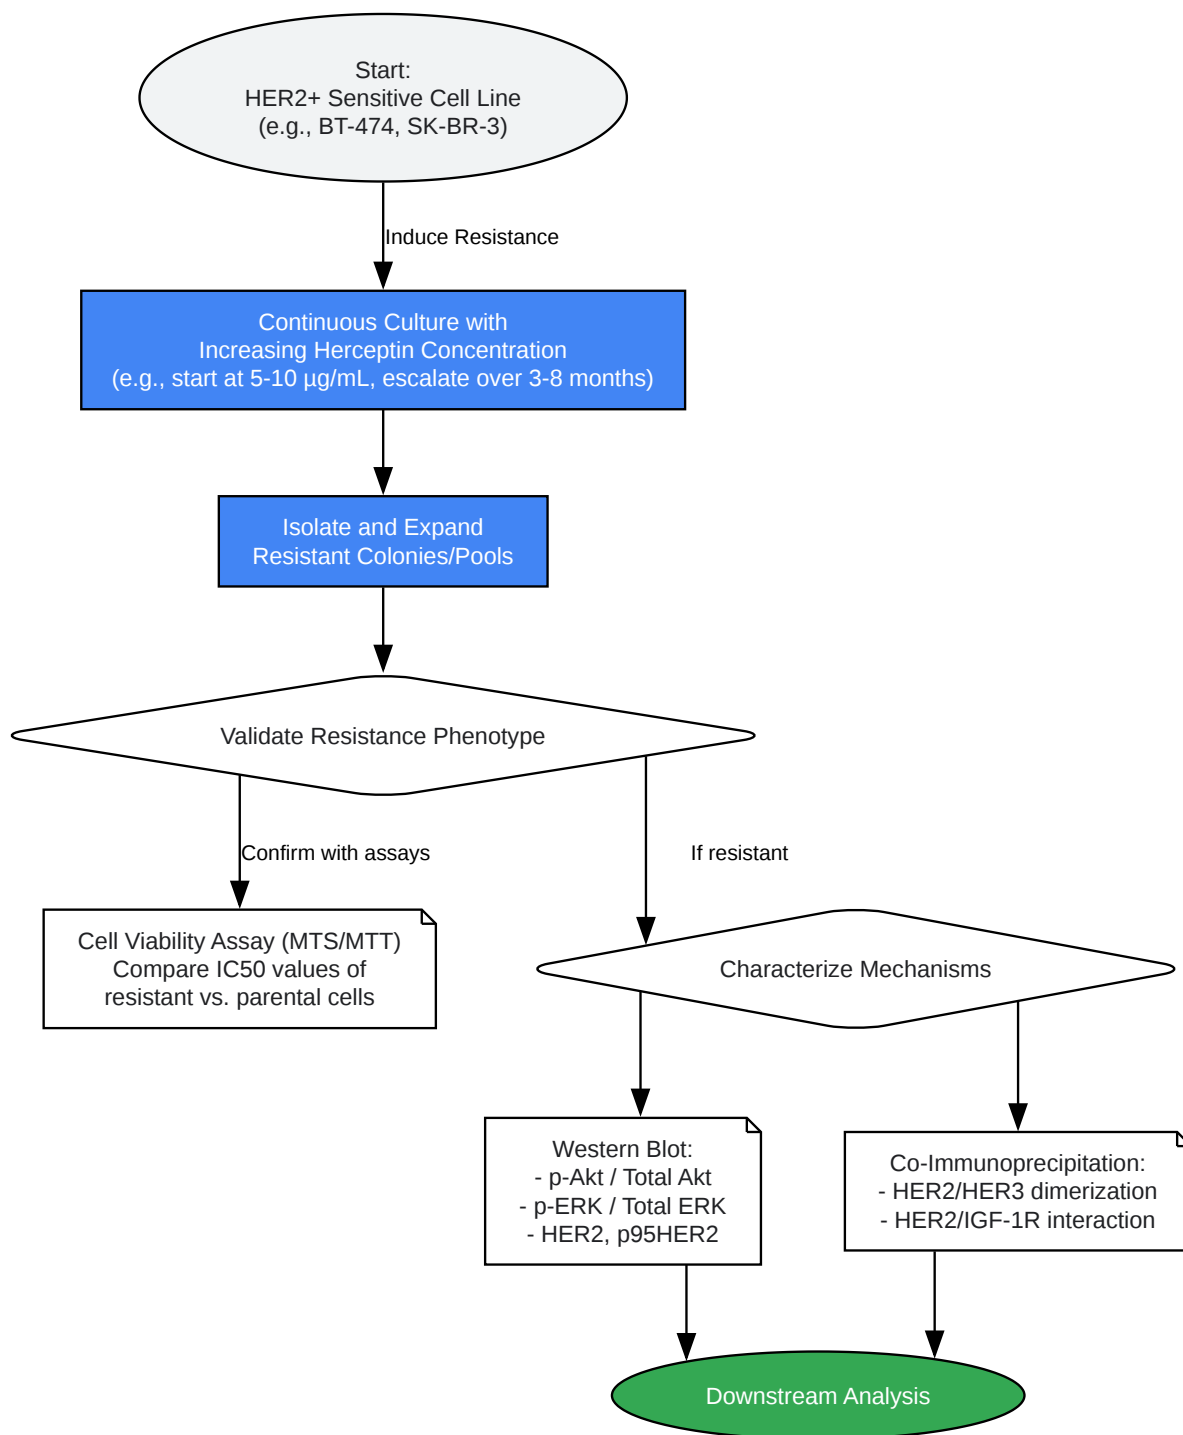 Start:
HER2+ Sensitive Cell Line
(e.g., BT-474, SK-BR-3)
Induce Resistance
Continuous Culture with
Increasing Herceptin Concentration
(e.g., start at 5-10 µg/mL, escalate over 3-8 months)
Isolate and Expand
Resistant Colonies/Pools
Validate Resistance Phenotype
Confirm with assays
If resistant
Cell Viability Assay (MTS/MTT)
Compare IC50 values of
resistant vs. parental cells
Characterize Mechanisms
Western Blot:
- p-Akt / Total Akt
- p-ERK / Total ERK
- HER2, p95HER2
Co-Immunoprecipitation:
- HER2/HER3 dimerization
- HER2/IGF-1R interaction
Downstream Analysis